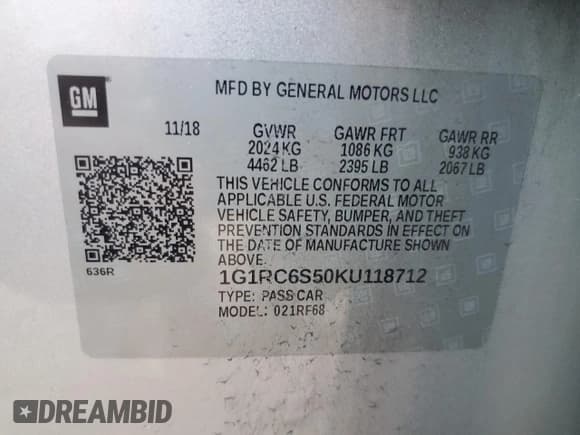 GM
MFD BY GENERAL MOTORS LLC
11/18 GVWR GAWR FRT GAWR RR
2024 KG 1086 KG 938 KG
4462 LB 2395 LB 2067 LB
THIS VEHICLE CONFORMS TO ALL
APPLICABLE U.S. FEDERAL MOTOR
VEHICLE SAFETY, BUMPER, AND THEFT
PREVENTION STANDARDS IN EFFECT ON
THE DATE OF MANUFACTURE SHOWN
ABOVE.
636R
1G1RC6S50KU118712
TYPE: PASS CAR
MODEL: 021RF68
DREAMBID